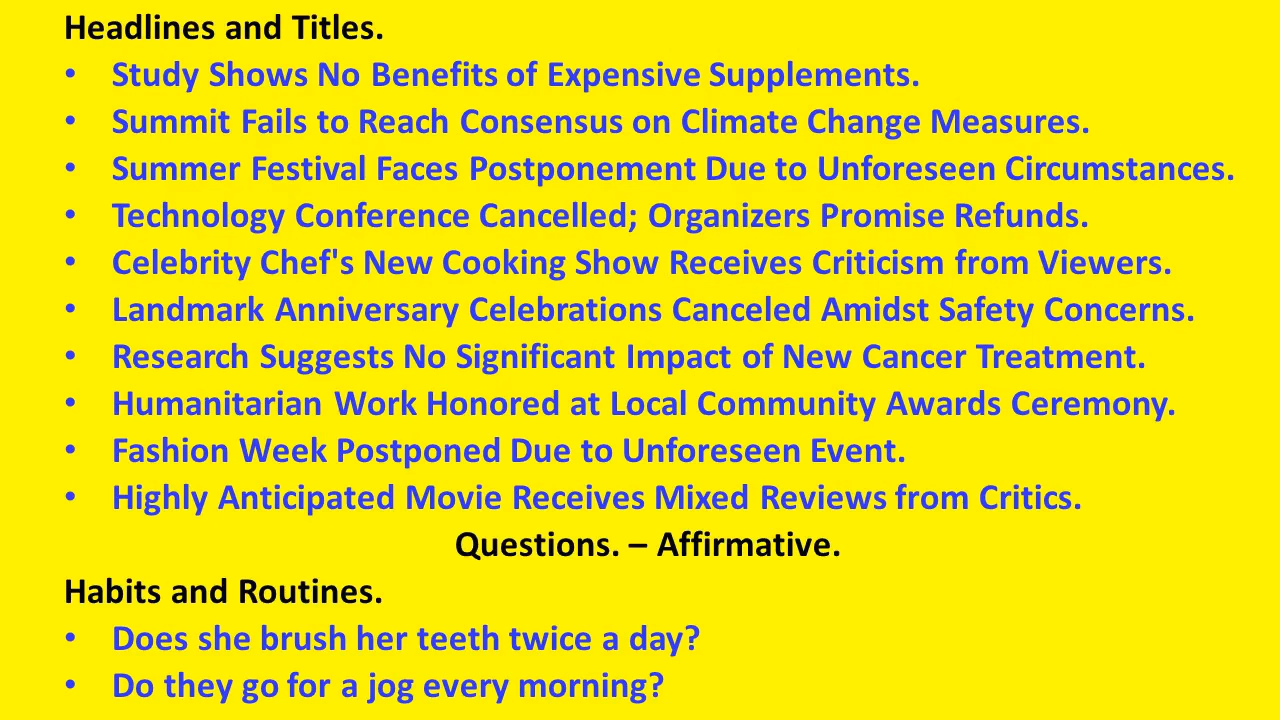 Headlines and Titles.
• Study Shows No Benefits of Expensive Supplements.
• Summit Fails to Reach Consensus on Climate Change Measures.
• Summer Festival Faces Postponement Due to Unforeseen Circumstances.
• Technology Conference Cancelled; Organizers Promise Refunds.
• Celebrity Chef's New Cooking Show Receives Criticism from Viewers.
• Landmark Anniversary Celebrations Canceled Amidst Safety Concerns.
• Research Suggests No Significant Impact of New Cancer Treatment.
• Humanitarian Work Honored at Local Community Awards Ceremony.
• Fashion Week Postponed Due to Unforeseen Event.
• Highly Anticipated Movie Receives Mixed Reviews from Critics.
Questions. – Affirmative.
Habits and Routines.
• Does she brush her teeth twice a day?
• Do they go for a jog every morning?